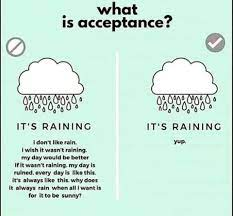 what
is acceptance?
IT'S RAINING
i don't like rain.
i wish it wasn't raining.
my day would be better
if it wasn't raining. my day is
ruined. every day is like this.
it's always like this. why does
it always rain when all i want is
for it to be sunny?
IT'S RAINING
yup.